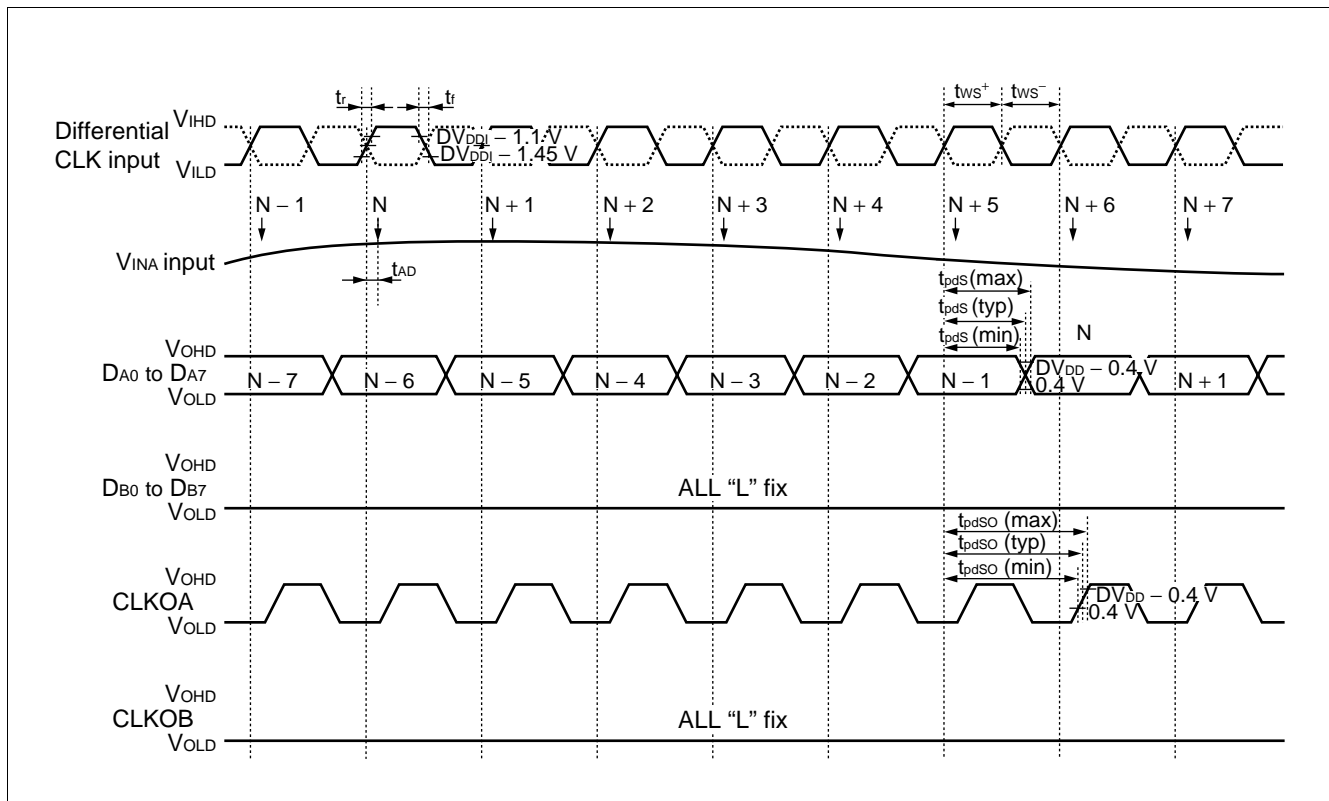 tr tf tWS+ tWS−
VIHD
Differential
CLK input
VILD
DVDDI − 1.1 V
DVDDI − 1.45 V
N − 1 N N + 1 N + 2 N + 3 N + 4 N + 5 N + 6 N + 7
VINA input
tAD
tpdS (max)
tpdS (typ)
tpdS (min)
N
VOHD
DA0 to DA7
VOLD
N − 7 N − 6 N − 5 N − 4 N − 3 N − 2 N − 1 N + 1
DVDD − 0.4 V
0.4 V
VOHD
DB0 to DB7
VOLD
ALL “L” fix
tpdSO (max)
tpdSO (typ)
tpdSO (min)
VOHD
CLKOA
VOLD
DVDD − 0.4 V
0.4 V
VOHD
CLKOB
VOLD
ALL “L” fix